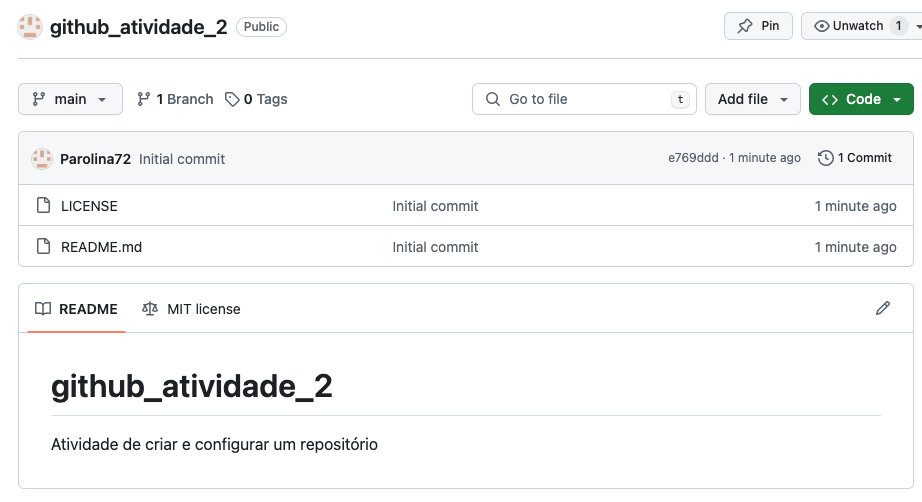 github_atividade_2 Public Pin Unwatch 1
main 1 Branch 0 Tags Go to file t Add file Code
Parolina72 Initial commit e769ddd · 1 minute ago 1 Commit
LICENSE Initial commit 1 minute ago
README.md Initial commit 1 minute ago
README MIT license
github_atividade_2
Atividade de criar e configurar um repositório